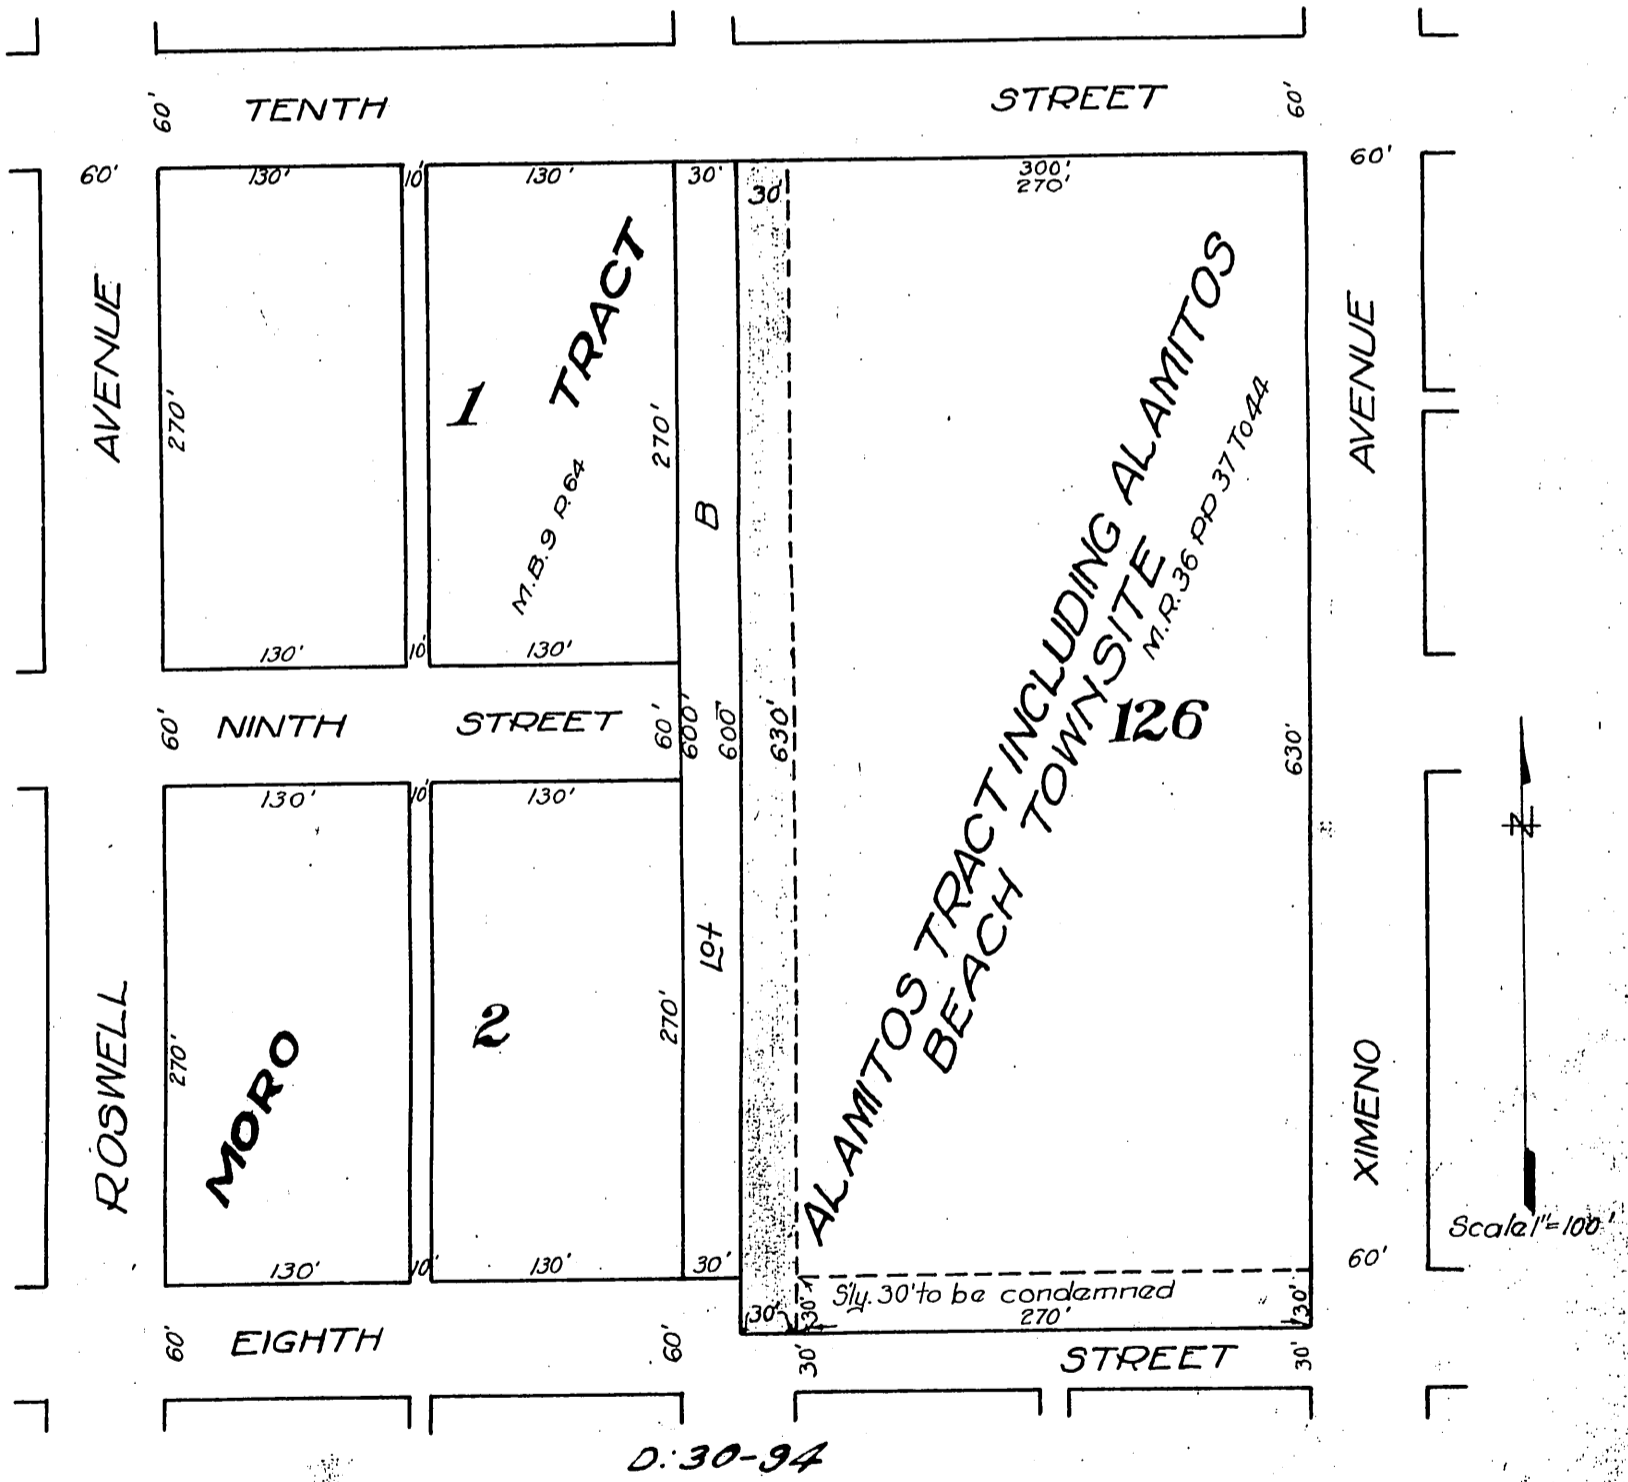 60' TENTH STREET 60'
60' 130' 10' 130' 30' 30' 300' 60'
270'
AVENUE
270'
1
TRACT
M.B.9 P.64
270'
B
ALAMITOS TRACT INCLUDING ALAMITOS
BEACH TOWNSITE
M.R.36 PP 37 To 44
126
AVENUE
130' 10' 130'
60' NINTH STREET 60' 600' 600' 630' 630'
130' 10' 130'
Lot
ROSWELL
270'
MORO
2
270'
XIMENO
Scale 1"=100'
130' 10' 130' 30' 60'
S'ly. 30' to be condemned
30' 30' 270' 30'
60' EIGHTH 60' 30' STREET 30'
D:30-94